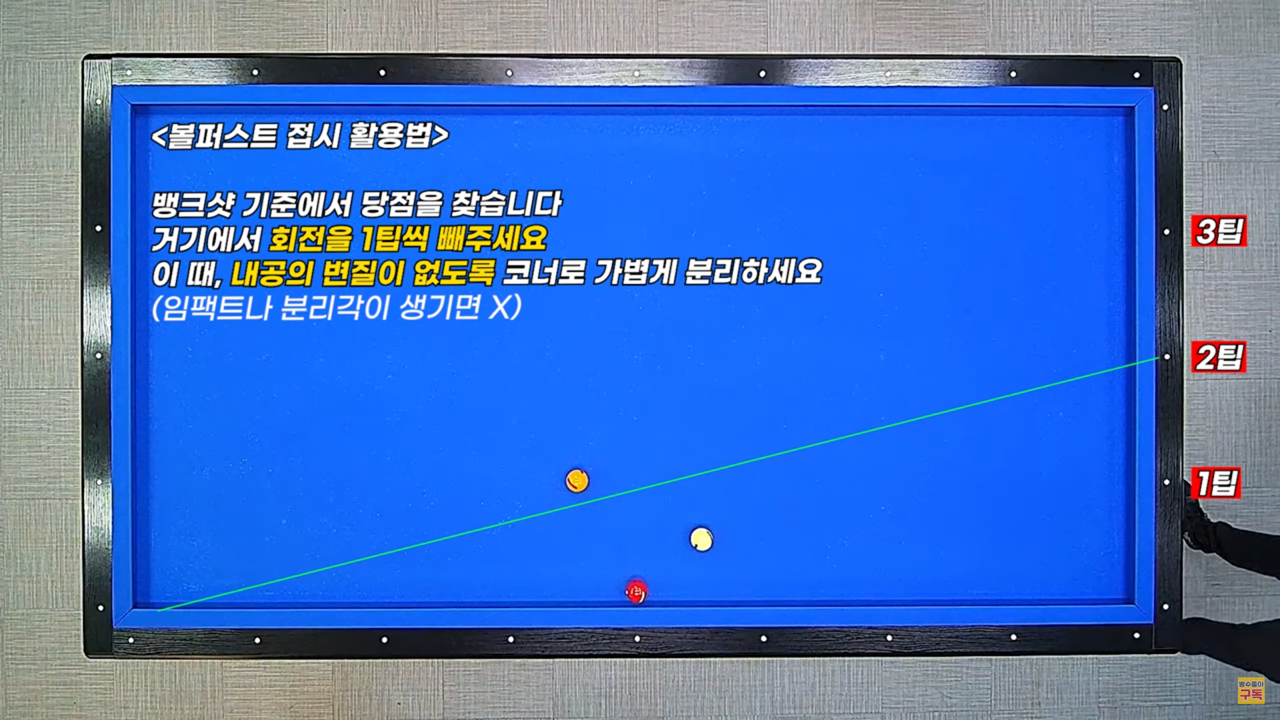 <볼퍼스트 접시 활용법>
뱅크샷 기준에서 당점을 찾습니다
거기에서 회전을 1팁씩 빼주세요
이 때, 내공의 변질이 없도록 코너로 가볍게 분리하세요
(임팩트나 분리각이 생기면 X)
3팁
2팁
1팁
구독